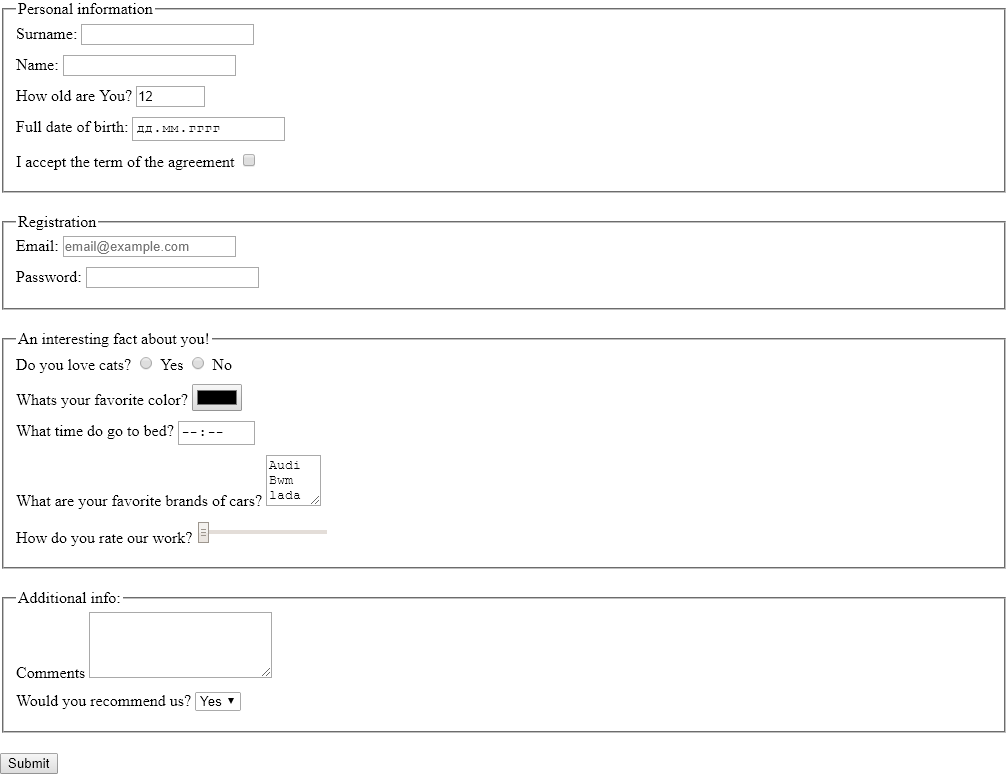 Personal information
Surname:
Name:
How old are You? 12
Full date of birth: дд.мм.гггг
I accept the term of the agreement
Registration
Email: email@example.com
Password:
An interesting fact about you!
Do you love cats? Yes No
Whats your favorite color?
What time do go to bed? --:--
Audi
Bwm
lada
What are your favorite brands of cars?
How do you rate our work?
Additional info:
Comments
Would you recommend us? Yes
Submit